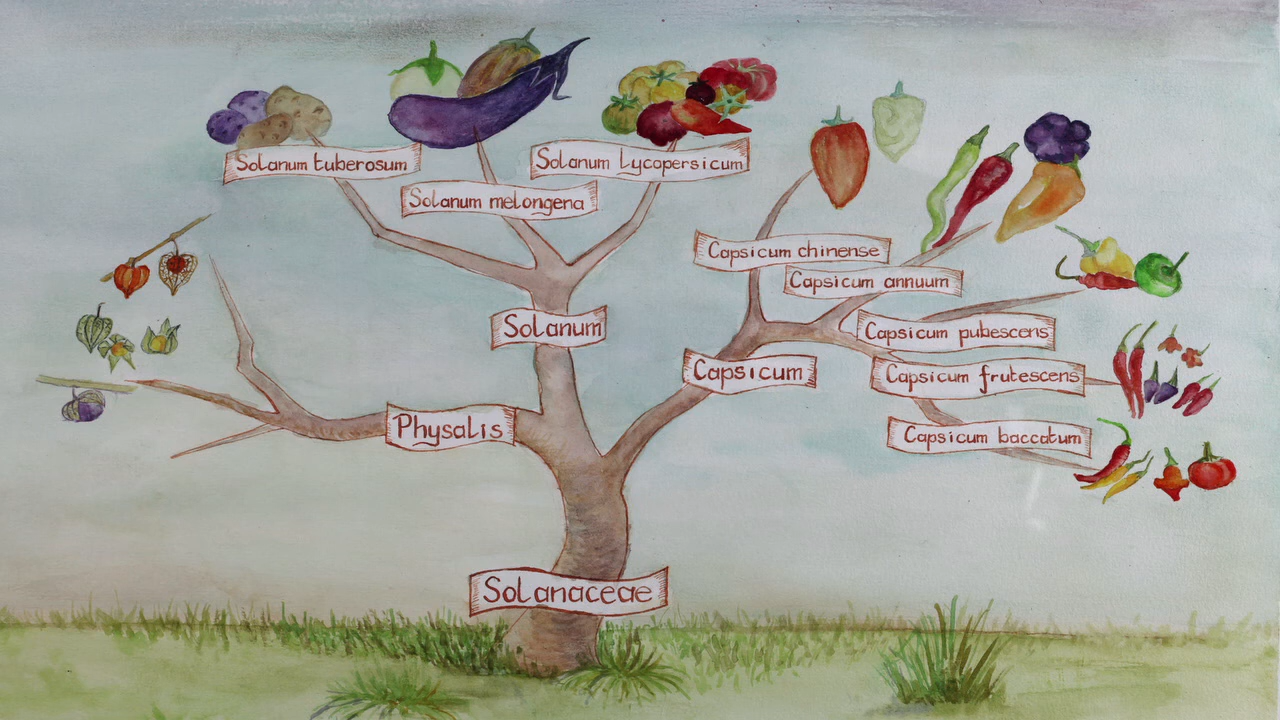 Solanum tuberosum
Solanum Lycopersicum
Solanum melongena
Capsicum chinense
Capsicum annuum
Solanum
Capsicum pubescens
Capsicum
Capsicum frutescens
Physalis
Capsicum baccatum
Solanaceae